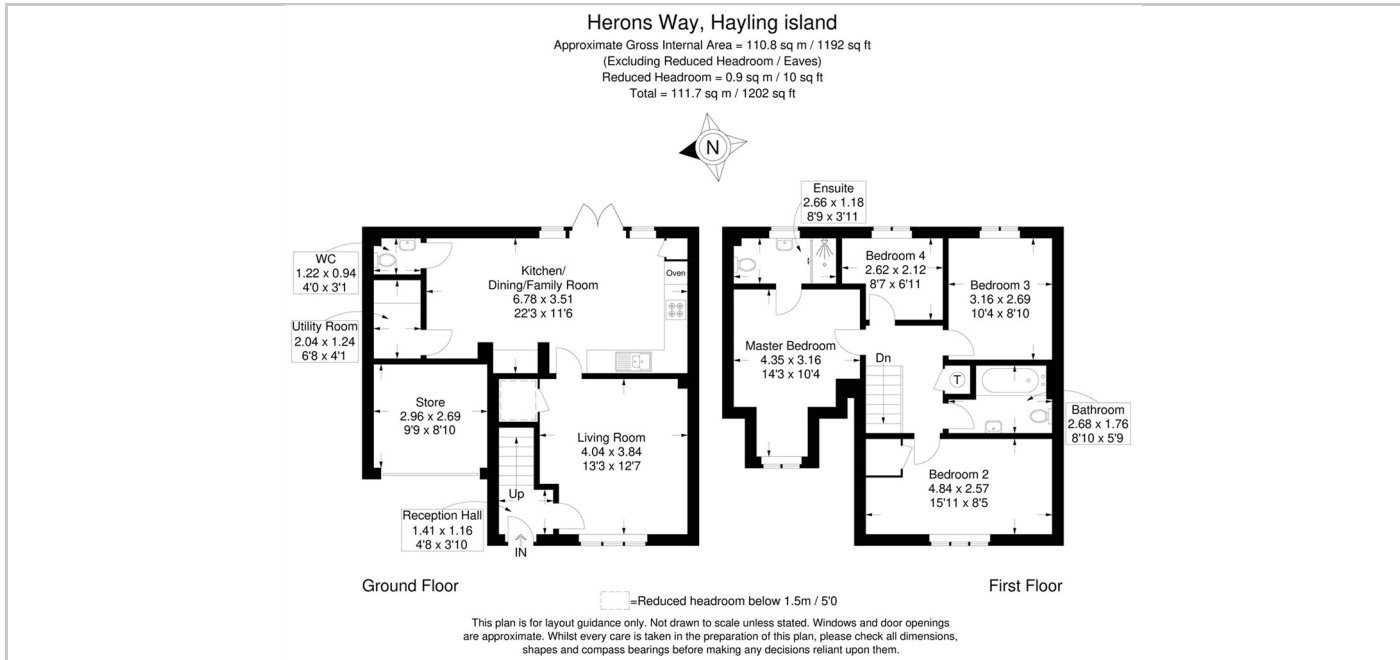 Herons Way, Hayling island
Approximate Gross Internal Area = 110.8 sq m / 1192 sq ft
(Excluding Reduced Headroom / Eaves)
Reduced Headroom = 0.9 sq m / 10 sq ft
Total = 111.7 sq m / 1202 sq ft
N
WC
1.22 x 0.94
4'0 x 3'1
Utility Room
2.04 x 1.24
6'8 x 4'1
Kitchen/
Dining/Family Room
6.78 x 3.51
22'3 x 11'6
Oven
Store
2.96 x 2.69
9'9 x 8'10
Living Room
4.04 x 3.84
13'3 x 12'7
Up
Reception Hall
1.41 x 1.16
4'8 x 3'10
IN
Ground Floor
Ensuite
2.66 x 1.18
8'9 x 3'11
Bedroom 4
2.62 x 2.12
8'7 x 6'11
Bedroom 3
3.16 x 2.69
10'4 x 8'10
Master Bedroom
4.35 x 3.16
14'3 x 10'4
Dn
T
Bathroom
2.68 x 1.76
8'10 x 5'9
Bedroom 2
4.84 x 2.57
15'11 x 8'5
First Floor
=Reduced headroom below 1.5m / 5'0
This plan is for layout guidance only. Not drawn to scale unless stated. Windows and door openings
are approximate. Whilst every care is taken in the preparation of this plan, please check all dimensions,
shapes and compass bearings before making any decisions reliant upon them.